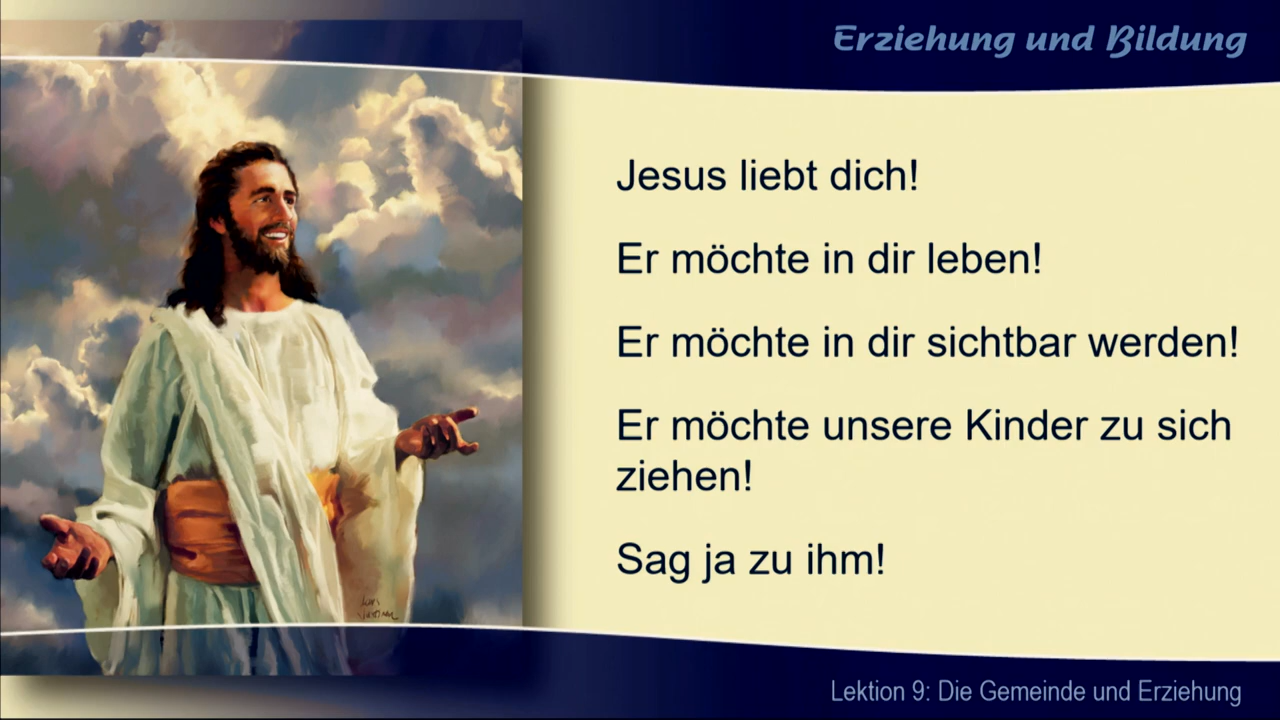 Erziehung und Bildung
Jesus liebt dich!
Er möchte in dir leben!
Er möchte in dir sichtbar werden!
Er möchte unsere Kinder zu sich
ziehen!
Sag ja zu ihm!
Lektion 9: Die Gemeinde und Erziehung